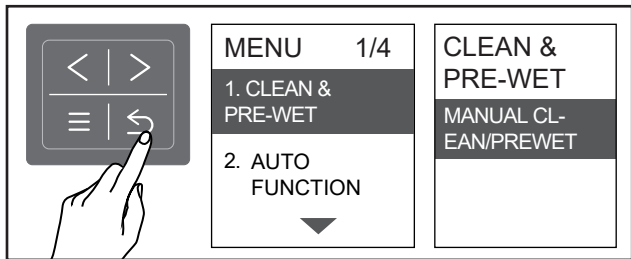 MENU 1/4
1. CLEAN &
PRE-WET
2. AUTO
FUNCTION
CLEAN &
PRE-WET
MANUAL CL-
EAN/PREWET